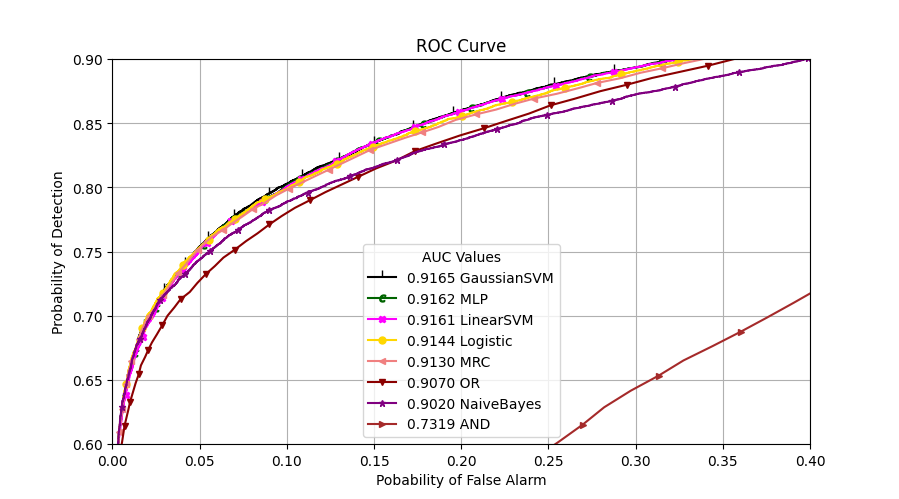 ROC Curve
0.90
0.85
0.80
0.75
0.70
0.65
0.60
Probability of Detection
AUC Values
0.9165 GaussianSVM
0.9162 MLP
0.9161 LinearSVM
0.9144 Logistic
0.9130 MRC
0.9070 OR
0.9020 NaiveBayes
0.7319 AND
0.00 0.05 0.10 0.15 0.20 0.25 0.30 0.35 0.40
Pobability of False Alarm